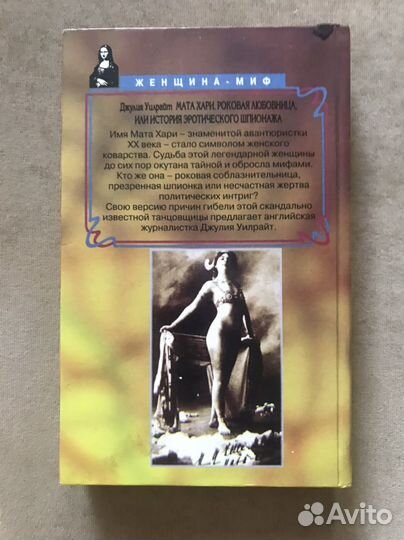 ЖЕНЩИНА-МИФ
Джулия Уилрайт МАТА ХАРИ. РОКОВАЯ ЛЮБОВНИЦА,
ИЛИ ИСТОРИЯ ЭРОТИЧЕСКОГО ШПИОНАЖА
Имя Мата Хари – знаменитой авантюристки
XX века – стало символом женского
коварства. Судьба этой легендарной женщины
до сих пор окутана тайной и обросла мифами.
Кто же она – роковая соблазнительница,
презренная шпионка или несчастная жертва
политических интриг?
Свою версию причин гибели этой скандально
известной танцовщицы предлагает английская
журналистка Джулия Уилрайт.
Avito